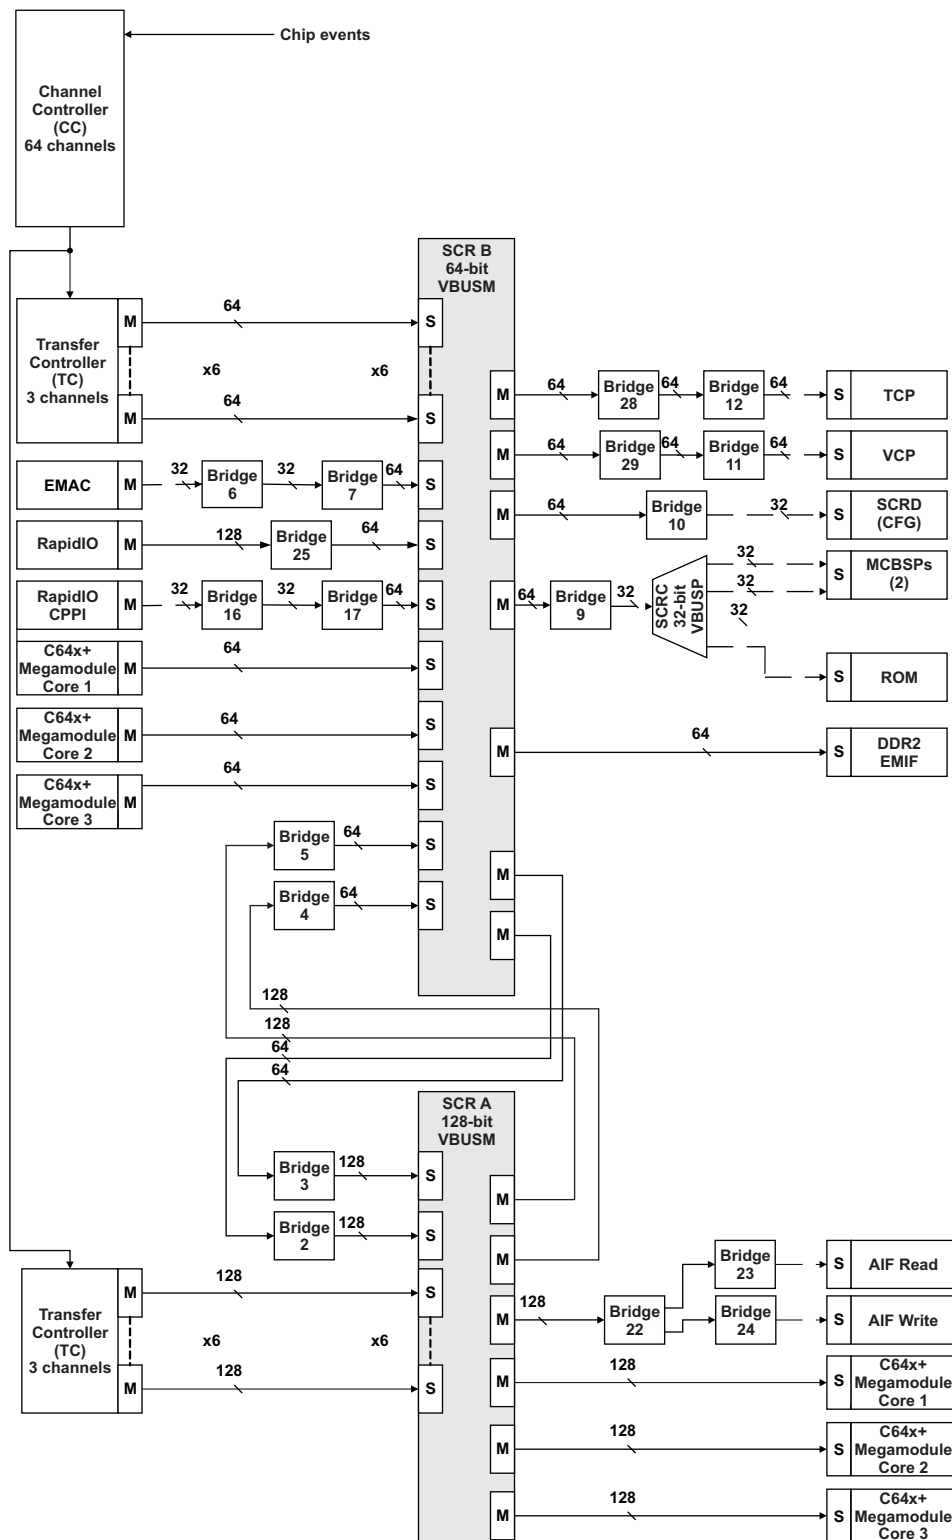 Chip events
Channel
Controller
(CC)
64 channels
SCR B
64-bit
VBUSM
Transfer
Controller
(TC)
3 channels
M
64
S
x6
x6
M
64
S
M
64
Bridge
28
64
Bridge
12
64
S
TCP
M
64
Bridge
29
64
Bridge
11
64
S
VCP
EMAC
M
32
Bridge
6
32
Bridge
7
64
S
M
64
Bridge
10
32
S
SCRD
(CFG)
RapidIO
M
128
Bridge
25
64
S
RapidIO
CPPI
M
32
Bridge
16
32
Bridge
17
64
S
M
64
Bridge
9
32
SCRC
32-bit
VBUSP
32
32
32
S
MCBSPs
(2)
S
ROM
C64x+
Megamodule
Core 1
M
64
S
C64x+
Megamodule
Core 2
M
64
S
M
64
S
DDR2
EMIF
C64x+
Megamodule
Core 3
M
64
S
Bridge
5
64
S
M
Bridge
4
64
S
M
128
128
64
64
SCR A
128-bit
VBUSM
Bridge
3
128
S
M
Bridge
2
128
S
M
Transfer
Controller
(TC)
3 channels
M
128
S
x6
x6
M
128
S
M
128
Bridge
22
Bridge
23
S
AIF Read
Bridge
24
S
AIF Write
M
128
S
C64x+
Megamodule
Core 1
M
128
S
C64x+
Megamodule
Core 2
M
128
S
C64x+
Megamodule
Core 3